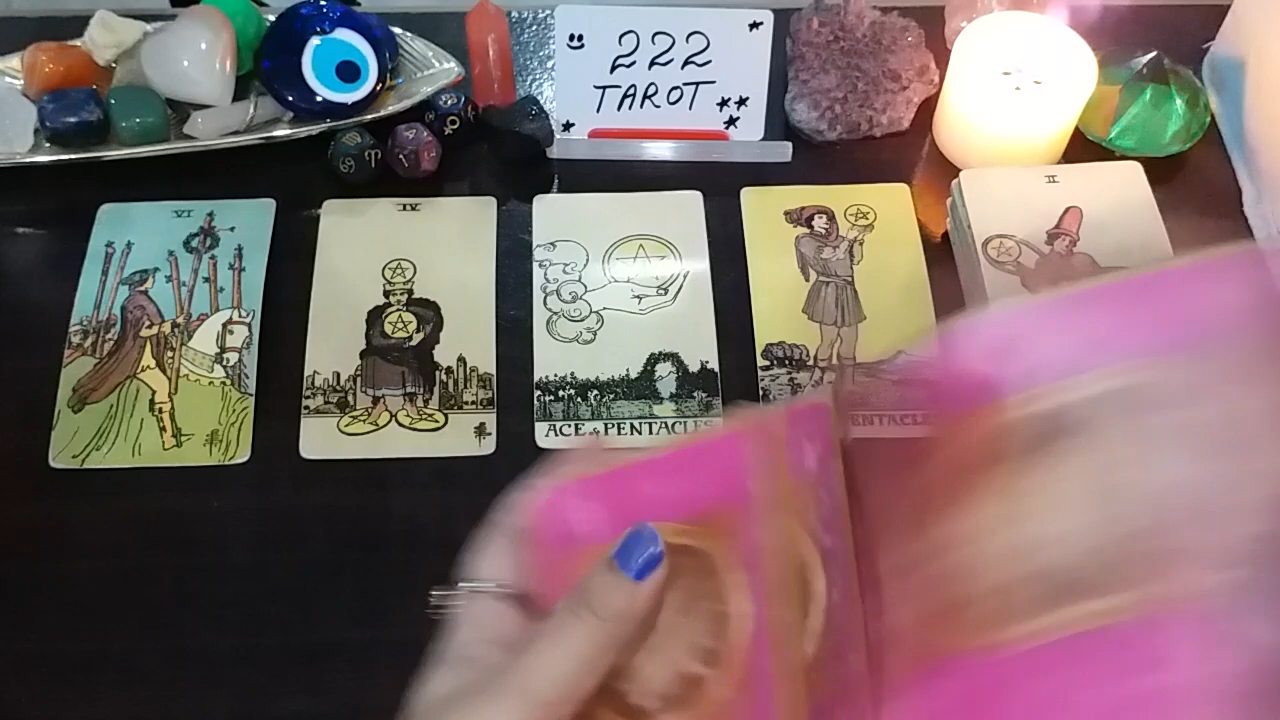 222
TAROT
VI
IV
II
ACE of PENTACLES
PENTACLE